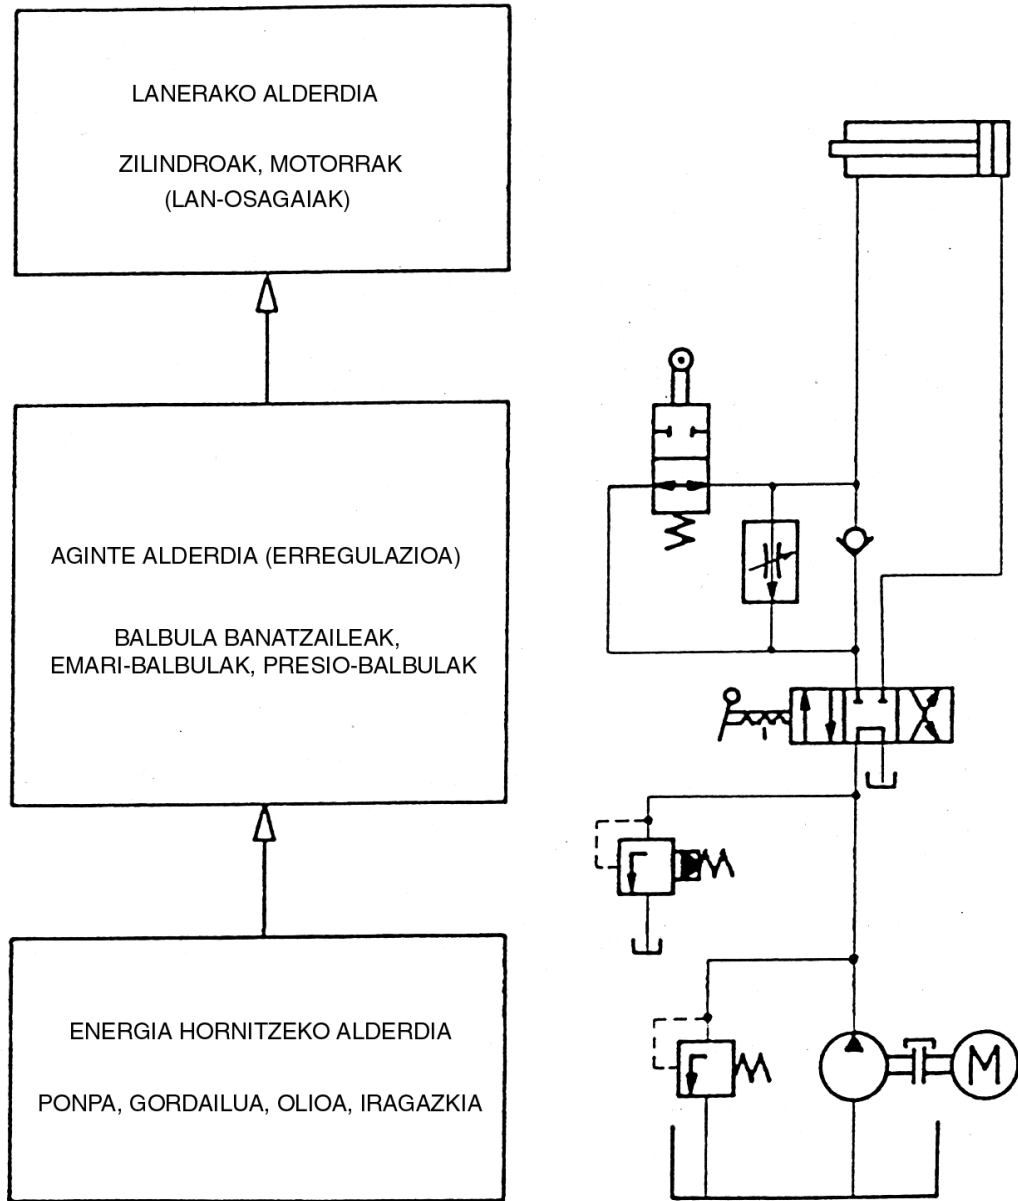 LANERAKO ALDERDIA
ZILINDROAK, MOTORRAK
(LAN-OSAGAIAK)
AGINTE ALDERDIA (ERREGULAZIOA)
BALBULA BANATZAILEAK,
EMARI-BALBULAK, PRESIO-BALBULAK
ENERGIA HORNITZEKO ALDERDIA
PONPA, GORDAILUA, OLIOA, IRAGAZKIA
M